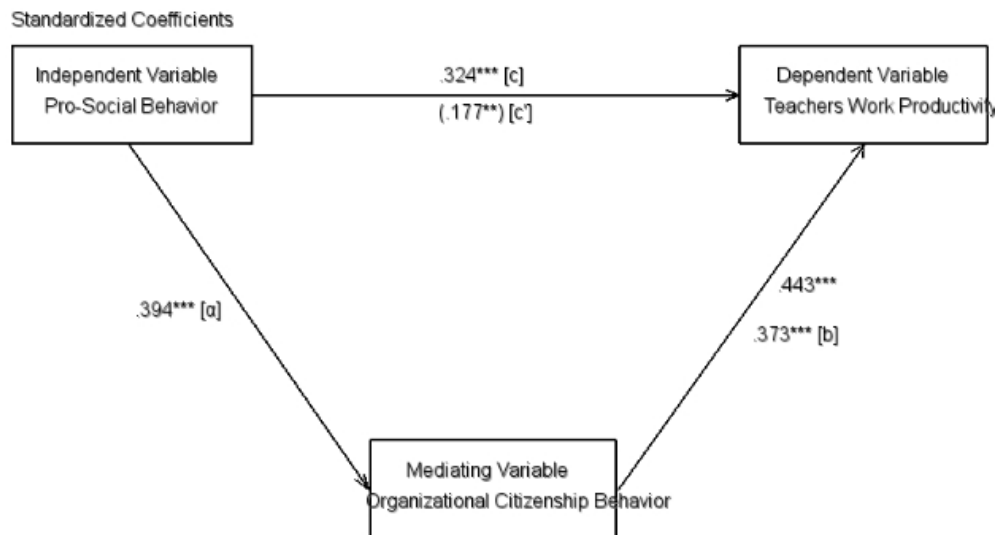 Standardized Coefficients
Independent Variable
Pro-Social Behavior
.324*** [c]
(.177**) [c']
Dependent Variable
Teachers Work Productivity
.394*** [α]
.443***
.373*** [b]
Mediating Variable
Organizational Citizenship Behavior